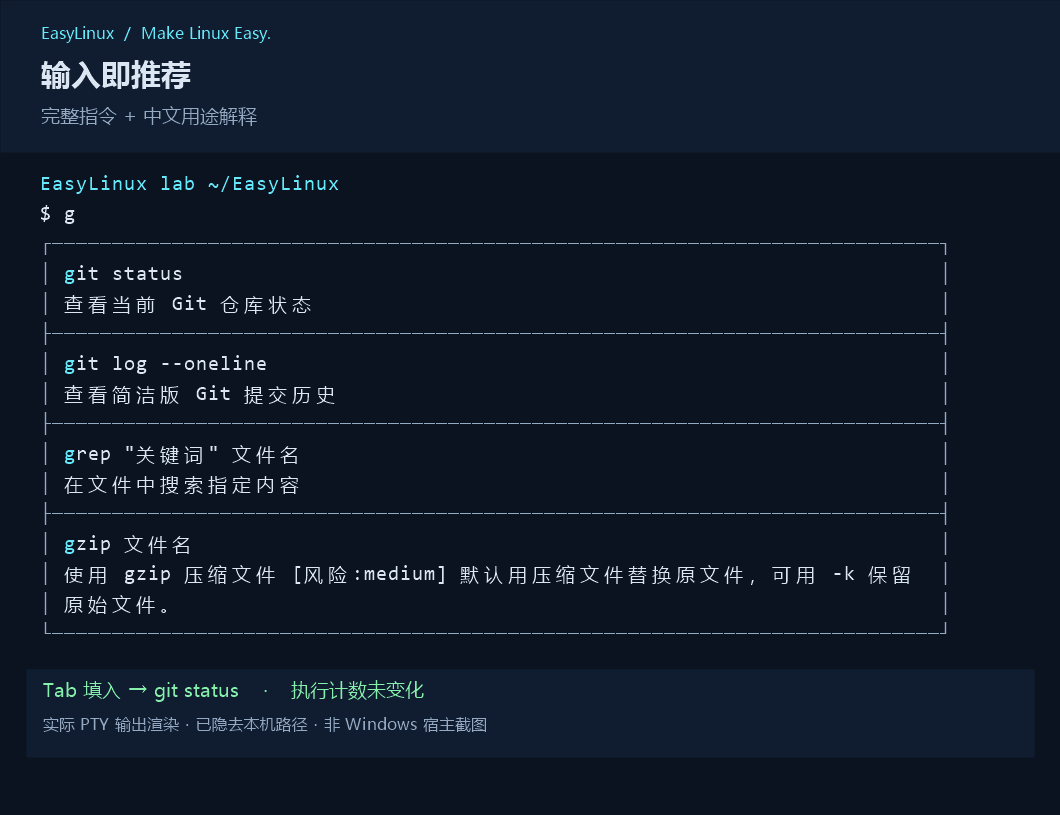 EasyLinux / Make Linux Easy.
输入即推荐
完整指令 + 中文用途解释
EasyLinux lab ~/EasyLinux
$ g
git status
查看当前 Git 仓库状态
git log --oneline
查看简洁版 Git 提交历史
grep "关键词" 文件名
在文件中搜索指定内容
gzip 文件名
使用 gzip 压缩文件 [风险:medium] 默认用压缩文件替换原文件，可用 -k 保留
原始文件。
Tab 填入 → git status · 执行计数未变化
实际 PTY 输出渲染 · 已隐去本机路径 · 非 Windows 宿主截图